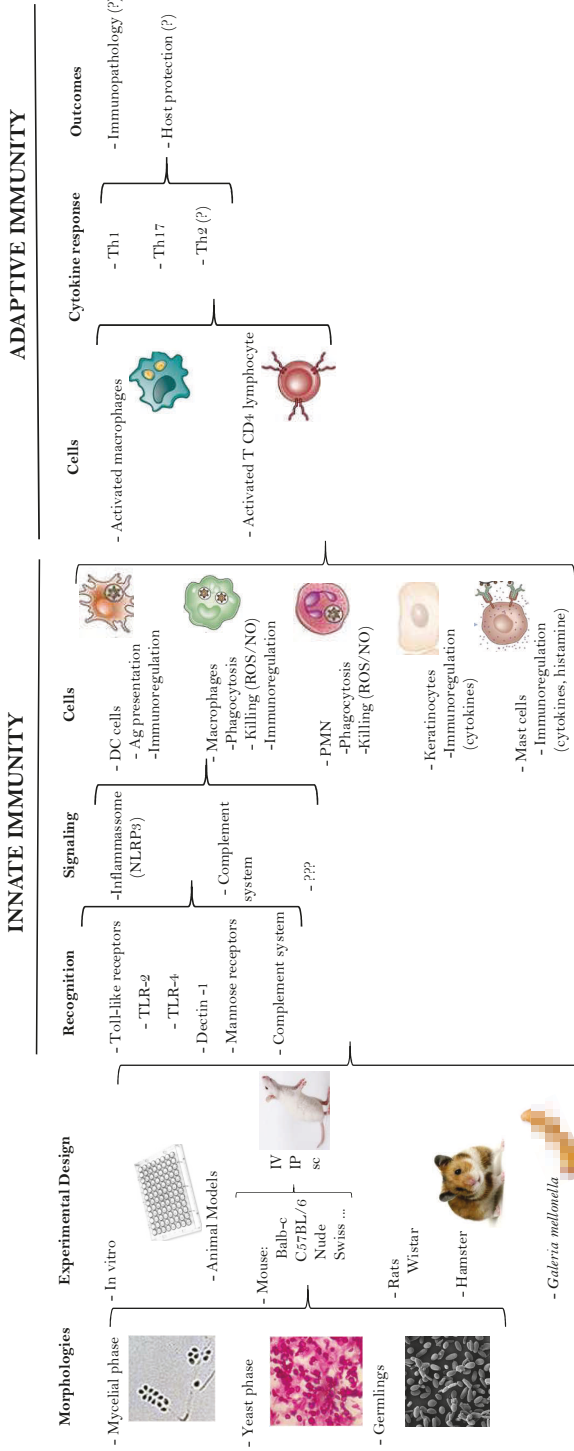 INNATE IMMUNITY
ADAPTIVE IMMUNITY
Morphologies
- Mycelial phase
- Yeast phase
- Germlings
Experimental Design
- In vitro
- Animal Models
- Mouse:
Balb-c
C57BL/6
Nude
Swiss ...
IV
IP
sc
- Rats
Wistar
- Hamster
- Galeria mellonella
Recognition
- Toll-like receptors
- TLR-2
- TLR-4
- Dectin -1
- Mannose receptors
- Complement system
Signaling
-Inflammassome
(NLRP3)
- Complement
system
- ???
Cells
- DC cells
- Ag presentation
-Immunoregulation
- Macrophages
-Phagocytosis
- Killing (ROS/NO)
-Immunoregulation
- PMN
-Phagocytosis
-Killing (ROS/NO)
- Keratinocytes
-Immunoregulation
(cytokines)
- Mast cells
- Immunoregulation
(cytokines, histamine)
Cells
- Activated macrophages
- Activated T CD4 lymphocyte
Cytokine response
- Th1
- Th17
- Th2 (?)
Outcomes
- Immunopathology (?)
- Host protection (?)